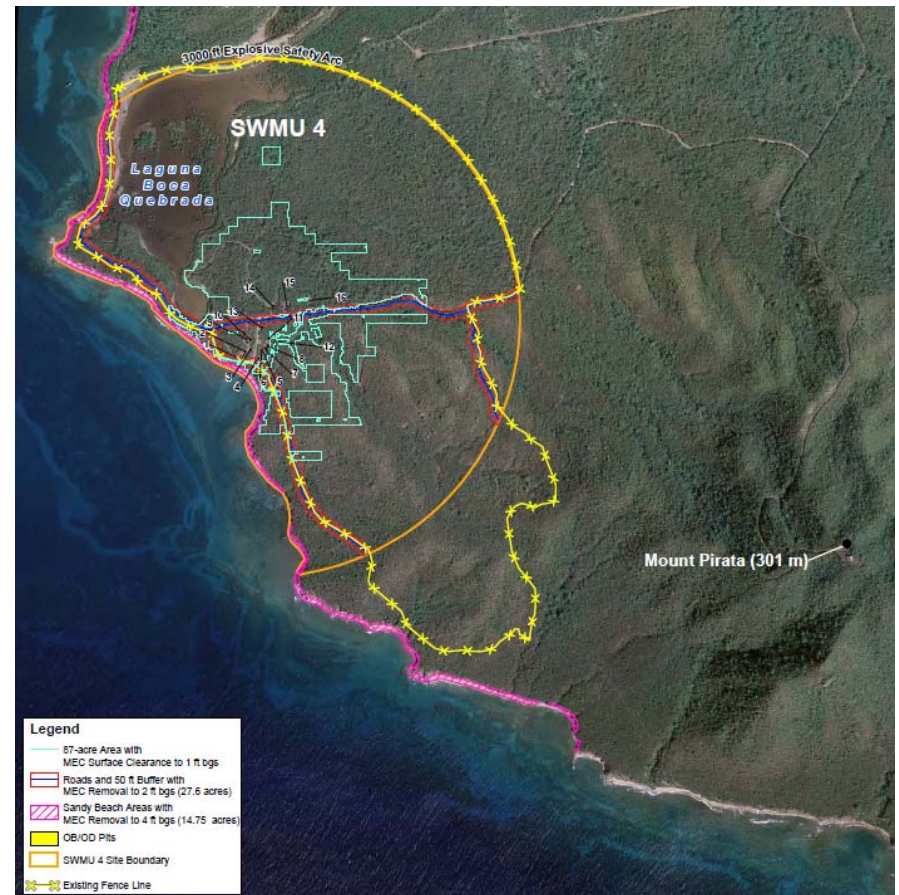 3000 ft Explosive Safety Arc
SWMU 4
Laguna
Boca
Quebrada
14
15
16
13
10
11
12
8
7
3
4
6
5
Mount Pirata (301 m)
Legend
87-acre Area with
MEC Surface Clearance to 1 ft bgs
Roads and 50 ft Buffer with
MEC Removal to 2 ft bgs (27.6 acres)
Sandy Beach Areas with
MEC Removal to 4 ft bgs (14.75 acres)
OB/OD Pits
SWMU 4 Site Boundary
Existing Fence Line